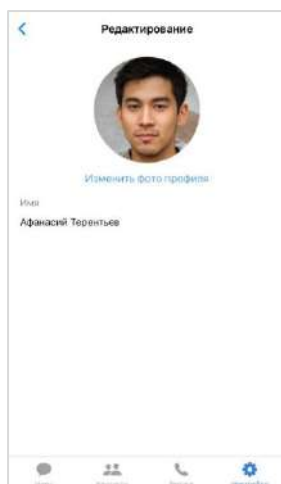 Редактирование
Изменить фото профиля
Имя
Афанасий Терентьев